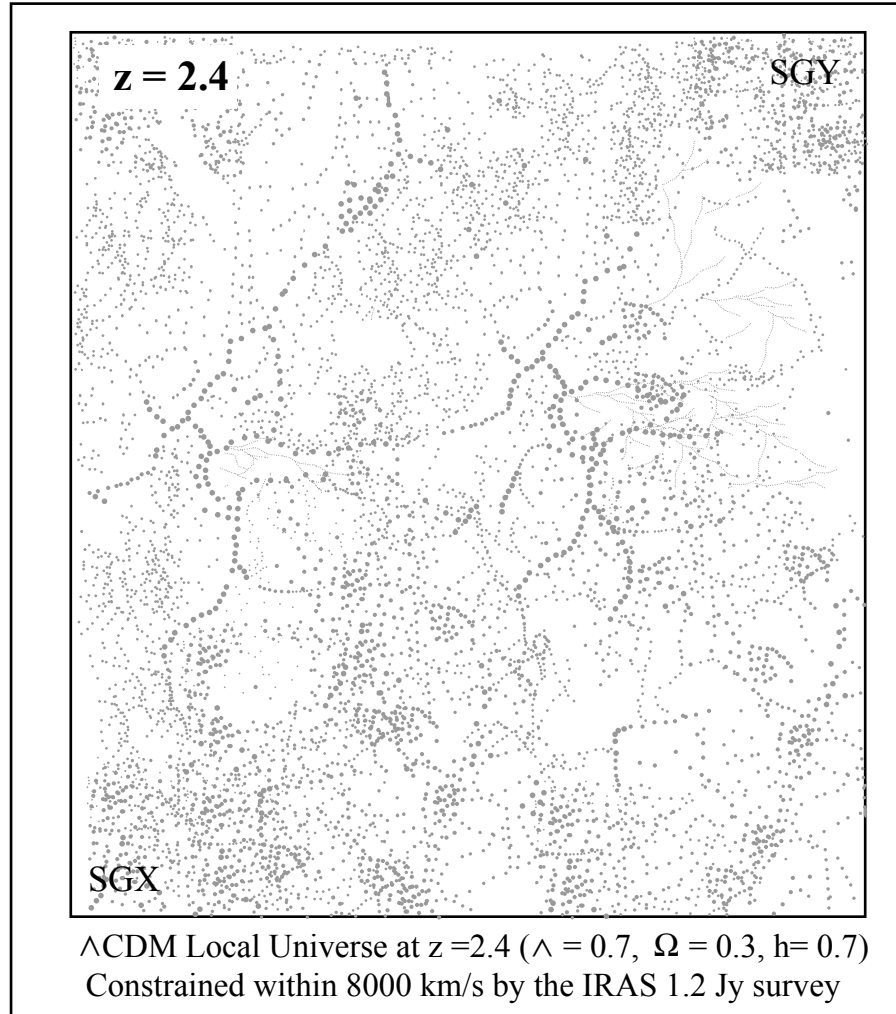 z = 2.4
SGY
SGX
∧CDM Local Universe at z =2.4 (∧ = 0.7, Ω = 0.3, h= 0.7)
Constrained within 8000 km/s by the IRAS 1.2 Jy survey